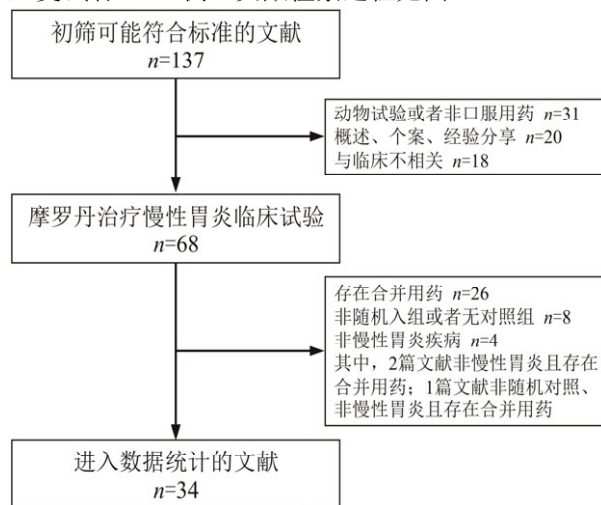 初筛可能符合标准的文献
n=137
动物试验或者非口服用药 n=31
概述、个案、经验分享 n=20
与临床不相关 n=18
摩罗丹治疗慢性胃炎临床试验
n=68
存在合并用药 n=26
非随机入组或者无对照组 n=8
非慢性胃炎疾病 n=4
其中，2篇文献非慢性胃炎且存在
合并用药；1篇文献非随机对照、
非慢性胃炎且存在合并用药
进入数据统计的文献
n=34